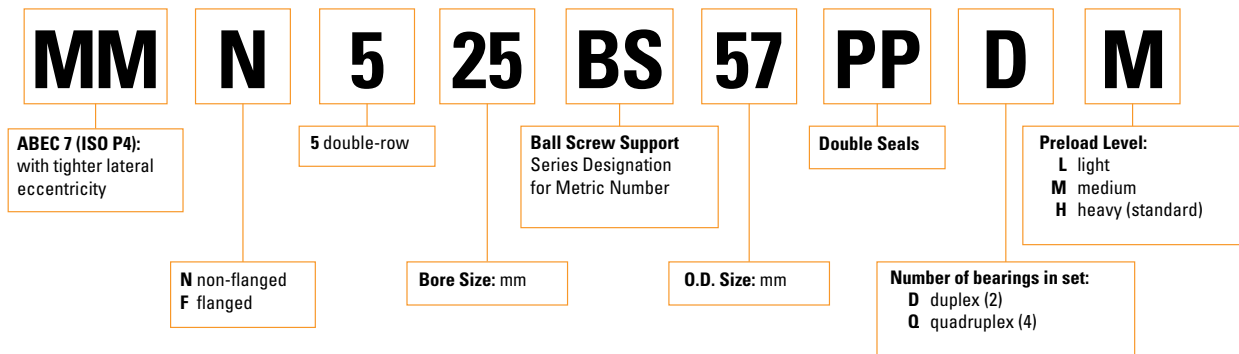 MM N 5 25 BS 57 PP D M
ABEC 7 (ISO P4):
with tighter lateral
eccentricity
5 double-row
Ball Screw Support
Series Designation
for Metric Number
Double Seals
Preload Level:
L light
M medium
H heavy (standard)
N non-flanged
F flanged
Bore Size: mm
O.D. Size: mm
Number of bearings in set:
D duplex (2)
Q quadruplex (4)